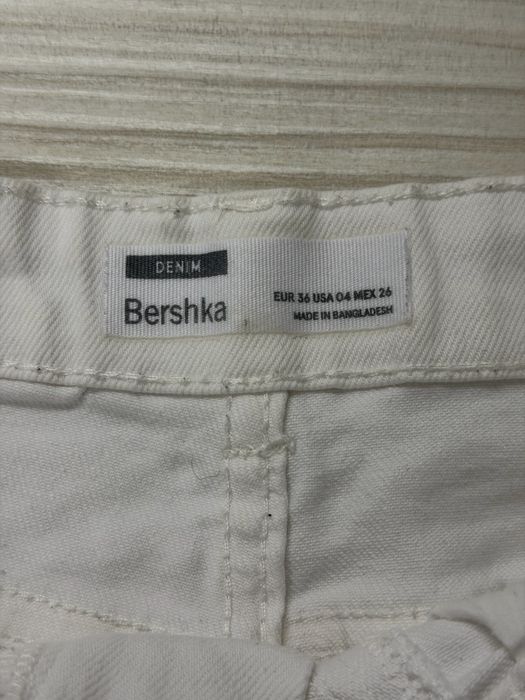 DENIM
Bershka
EUR 36 USA 04 MEX 26
MADE IN BANGLADESH